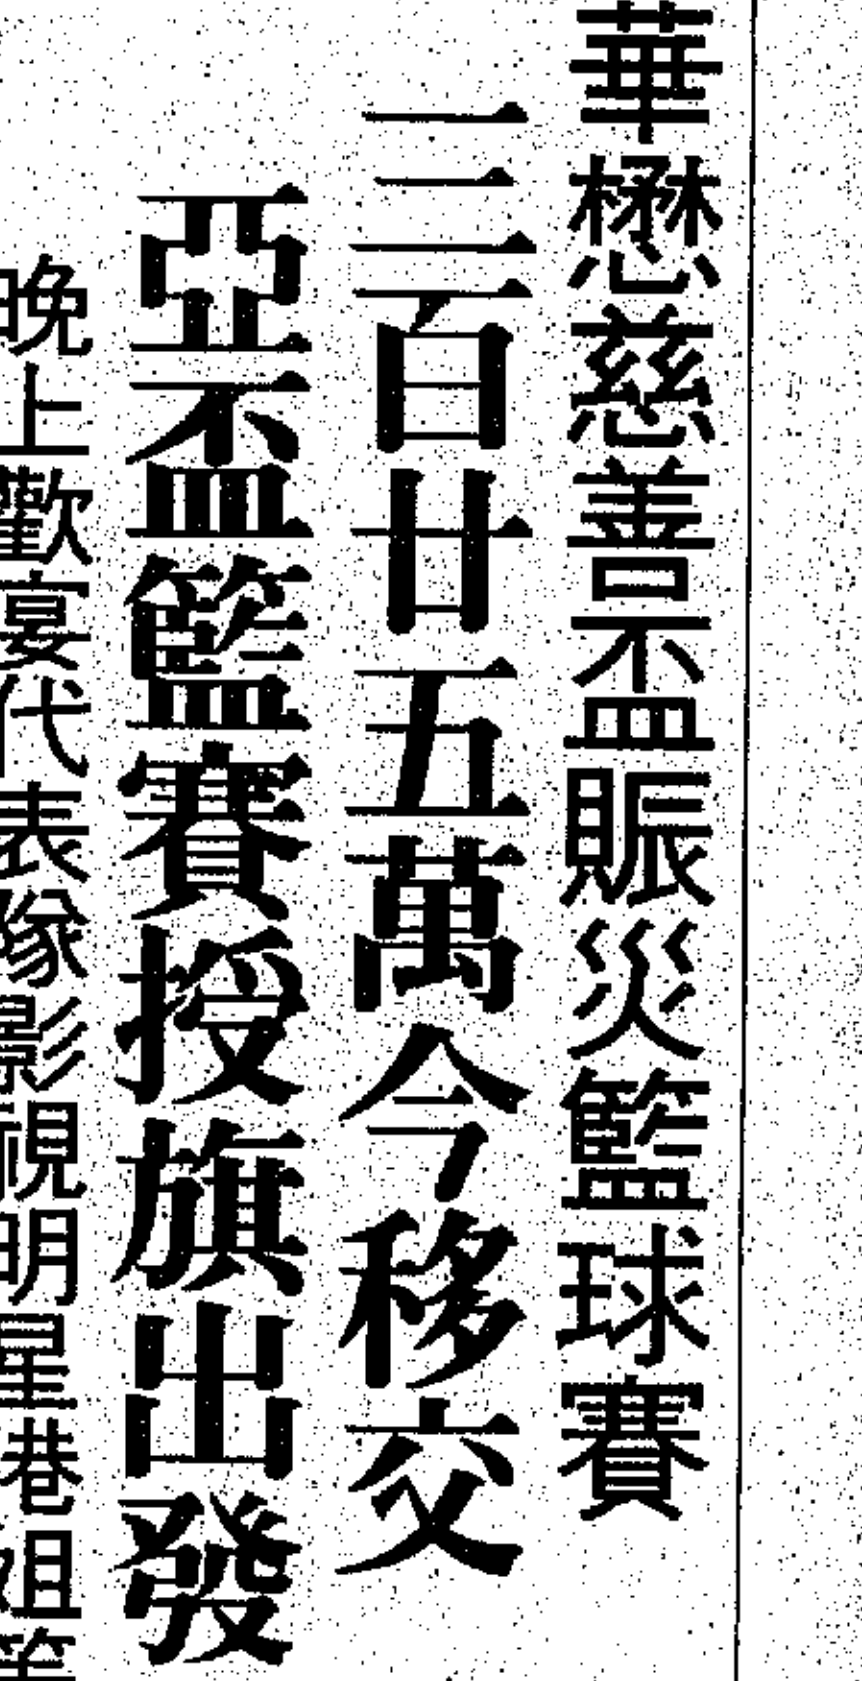 華懋慈善盃賑災籃球賽
三百廿五萬今移交
亞盃籃賽授旗出發
晚上歡宴代表隊影視明星港姐等